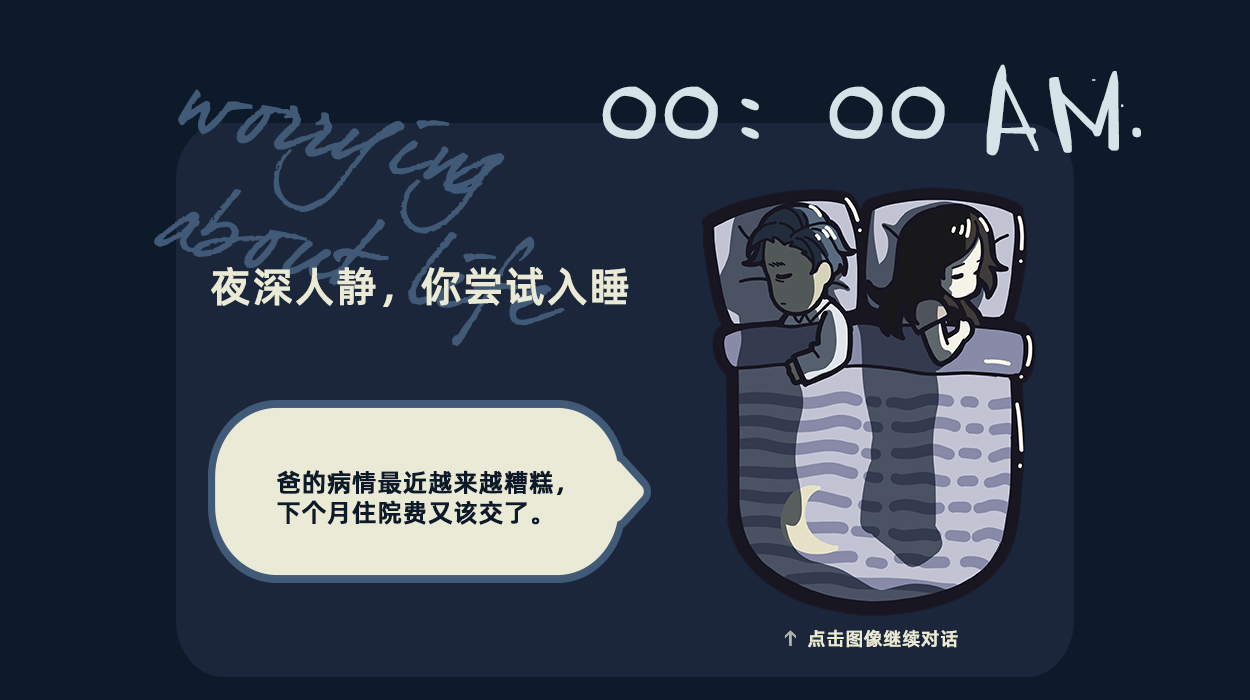 00: 00 AM.
worrying
about life
夜深人静，你尝试入睡
爸的病情最近越来越糟糕，
下个月住院费又该交了。
↑ 点击图像继续对话